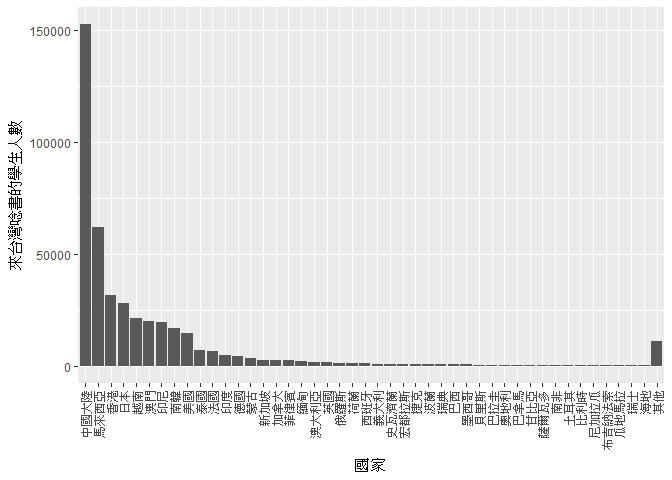 來台灣唸書的學生人數
150000
100000
50000
0
中國大陸
馬來西亞
香港
日本
越南
澳門
印尼
南韓
美國
泰國
法國
印度
德國
蒙古
新加坡
加拿大
菲律賓
緬甸
澳大利亞
英國
俄羅斯
荷蘭
西班牙
義大利
史瓦濟蘭
宏都拉斯
捷克
波蘭
瑞典
巴西
墨西哥
貝里斯
巴拉圭
奧地利
巴拿馬
甘比亞
薩爾瓦多
南非
土耳其
比利時
尼加拉瓜
布吉納法索
瓜地馬拉
瑞士
海地
其他
國家